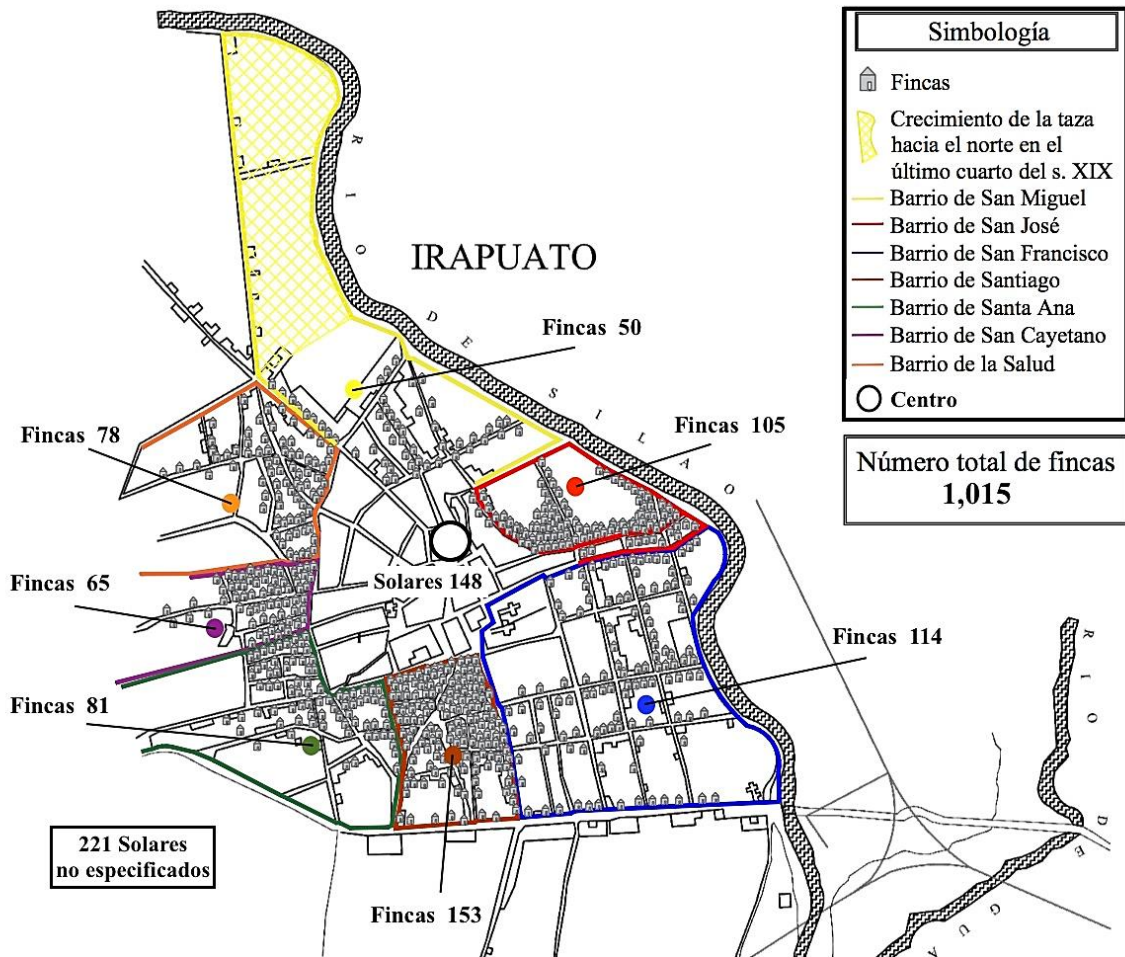 Simbología
Fincas
Crecimiento de la taza
hacia el norte en el
último cuarto del s. XIX
Barrio de San Miguel
Barrio de San José
Barrio de San Francisco
Barrio de Santiago
Barrio de Santa Ana
Barrio de San Cayetano
Barrio de la Salud
Centro
Número total de fincas
1,015
IRAPUATO
RIO DE SILAO
Fincas 50
Fincas 105
Fincas 78
Solares 148
Fincas 65
Fincas 114
Fincas 81
221 Solares
no especificados
Fincas 153
RIO DE GUA